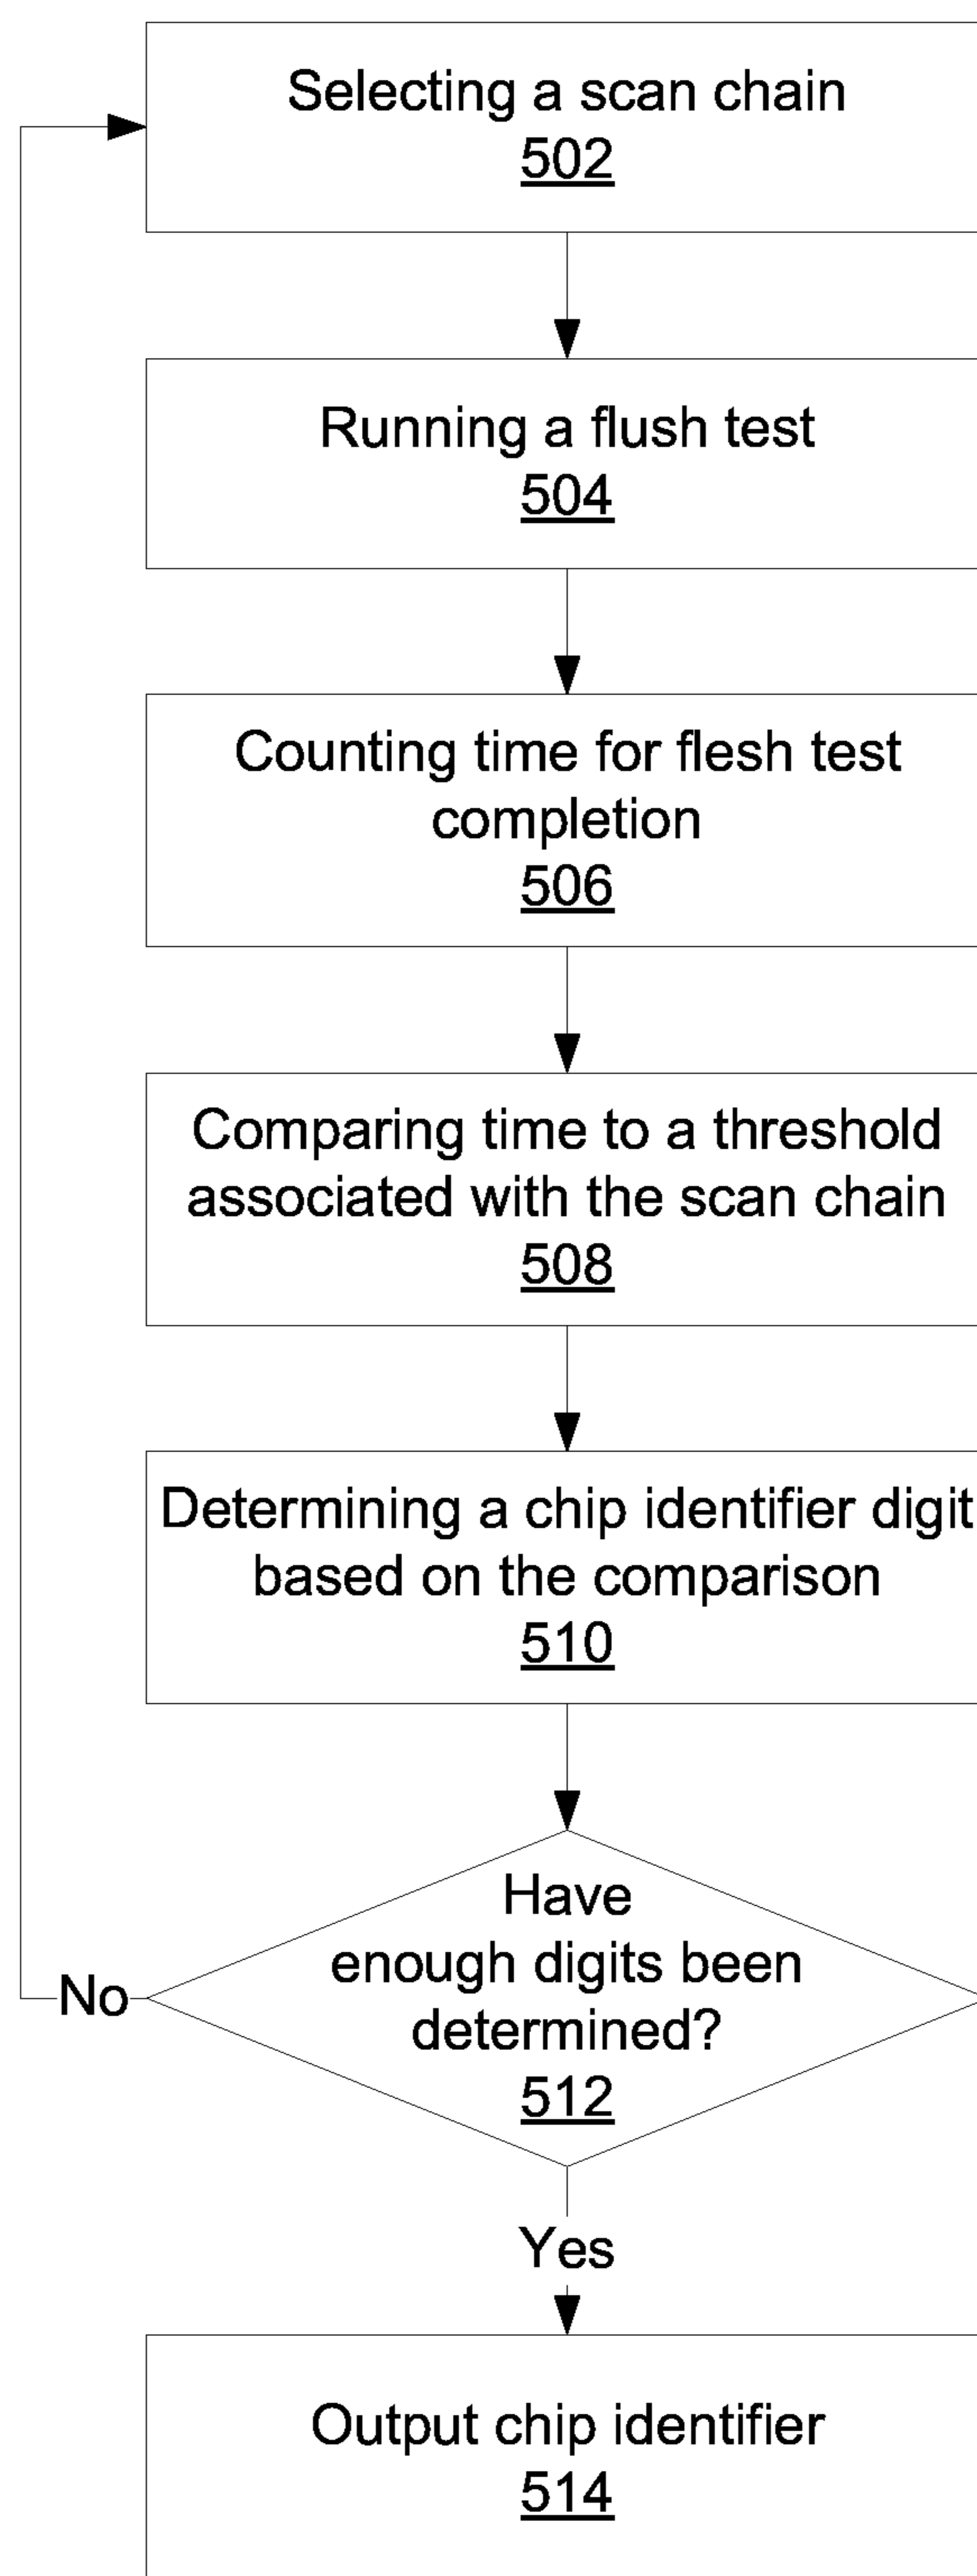 Selecting a scan chain
502
Running a flush test
504
Counting time for flesh test
completion
506
Comparing time to a threshold
associated with the scan chain
508
Determining a chip identifier digit
based on the comparison
510
Have
enough digits been
determined?
512
No
Yes
Output chip identifier
514